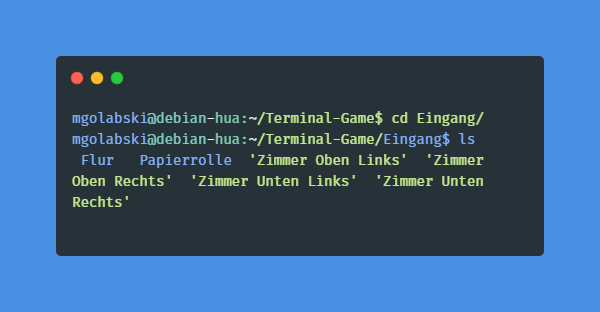 mgolabski@debian-hua:~/Terminal-Game$ cd Eingang/
mgolabski@debian-hua:~/Terminal-Game/Eingang$ ls
 Flur   Papierrolle  'Zimmer Oben Links'  'Zimmer
Oben Rechts'  'Zimmer Unten Links'  'Zimmer Unten
Rechts'